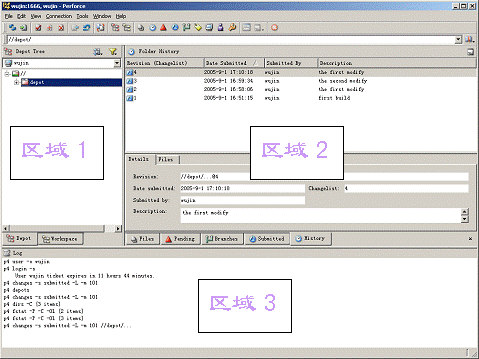 wujin:1666, wujin - Perforce
File Edit View Connection Tools Window Help
//depot/
Depot Tree
wujin
//
depot
区域 1
Depot Workspace
Folder History
Revision (Changelist) Date Submitted / Submitted By Description
4 2005-9-1 17:10:18 wujin the first modify
3 2005-9-1 16:59:34 wujin the second modify
2 2005-9-1 16:58:06 wujin the first modify
1 2005-9-1 16:51:15 wujin first build
区域 2
Details Files
Revision: //depot/...@4
Date submitted: 2005-9-1 17:10:18 Changelist: 4
Submitted by: wujin
Description: the first modify
Files Pending Branches Submitted History
Log
p4 user -o wujin
p4 login -s
User wujin ticket expires in 11 hours 44 minutes.
p4 changes -s submitted -L -m 101
p4 depots
p4 changes -s submitted -L -m 101
p4 dirs -C (3 items)
p4 fstat -P -C -Ol (2 items)
p4 fstat -P -C -Ol (3 items)
p4 changes -s submitted -L -m 101 //depot/...
区域 3